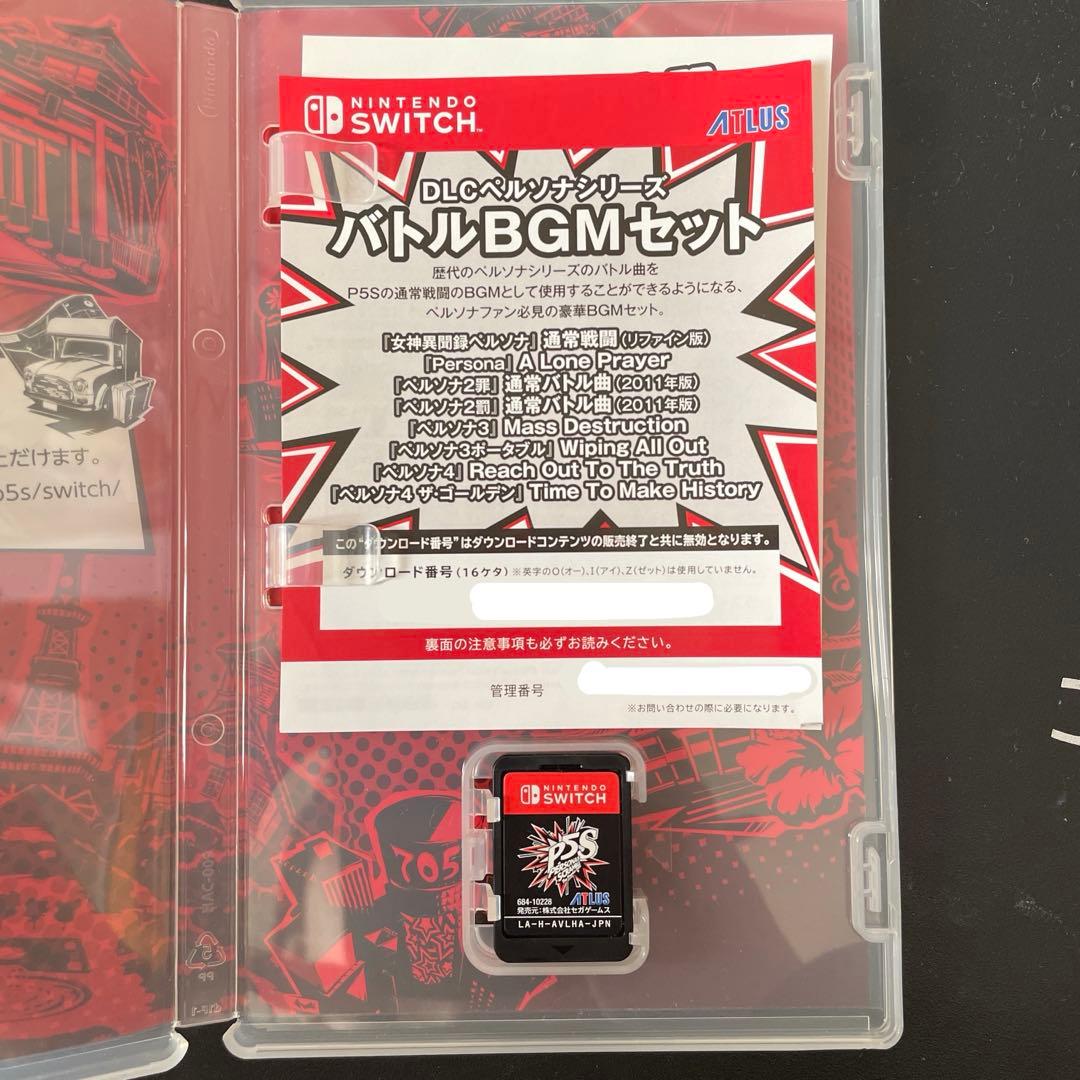 NINTENDO
SWITCH
ATLUS
DLCペルソナシリーズ
バトルBGMセット
歴代のペルソナシリーズのバトル曲を
P5Sの通常戦闘のBGMとして使用することができるようになる、
ペルソナファン必見の豪華BGMセット。
『女神異聞録ペルソナ』通常戦闘(リファイン版)
『Persona』A Lone Prayer
『ペルソナ2罪』通常バトル曲(2011年版)
『ペルソナ2罰』通常バトル曲(2011年版)
『ペルソナ3』Mass Destruction
『ペルソナ3ポータブル』Wiping All Out
『ペルソナ4』Reach Out To The Truth
『ペルソナ4 ザ・ゴールデン』Time To Make History
この"ダウンロード番号"はダウンロードコンテンツの販売終了と共に無効となります。
ダウンロード番号(16ケタ)※英字のO(オー)、I(アイ)、Z(ゼット)は使用していません。
裏面の注意事項も必ずお読みください。
管理番号
※お問い合わせの際に必要になります。
ただけます。
p5s/switch/
Nintendo
HAC-009
5
PP
705
NINTENDO
SWITCH
P5S
684-10228
ATLUS
発売元:株式会社セガゲームス
LA-H-AVLHA-JPN